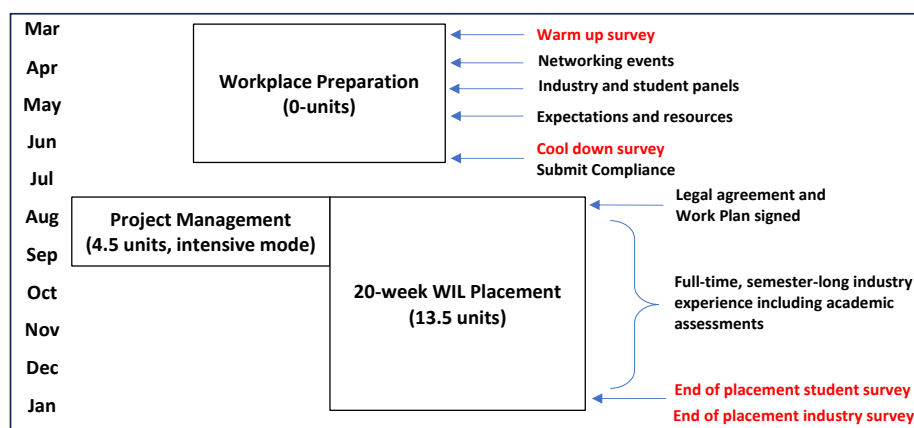 Mar
Apr
May
Jun
Jul
Aug
Sep
Oct
Nov
Dec
Jan
Workplace Preparation
(0-units)
Warm up survey
Networking events
Industry and student panels
Expectations and resources
Cool down survey
Submit Compliance
Project Management
(4.5 units, intensive mode)
20-week WIL Placement
(13.5 units)
Legal agreement and
Work Plan signed
Full-time, semester-long industry
experience including academic
assessments
End of placement student survey
End of placement industry survey